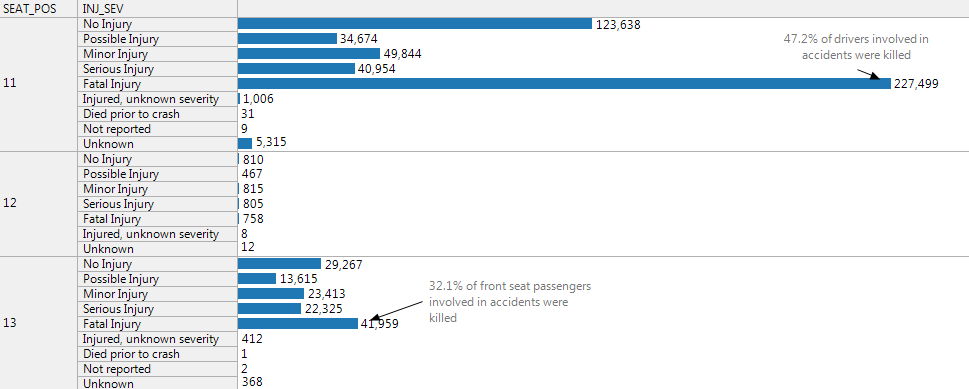 SEAT_POS INJ_SEV
11
No Injury 123,638
Possible Injury 34,674
Minor Injury 49,844
Serious Injury 40,954
Fatal Injury 227,499
Injured, unknown severity 1,006
Died prior to crash 31
Not reported 9
Unknown 5,315
47.2% of drivers involved in
accidents were killed
12
No Injury 810
Possible Injury 467
Minor Injury 815
Serious Injury 805
Fatal Injury 758
Injured, unknown severity 8
Unknown 12
13
No Injury 29,267
Possible Injury 13,615
Minor Injury 23,413
Serious Injury 22,325
Fatal Injury 41,959
Injured, unknown severity 412
Died prior to crash 1
Not reported 2
Unknown 368
32.1% of front seat passengers
involved in accidents were
killed